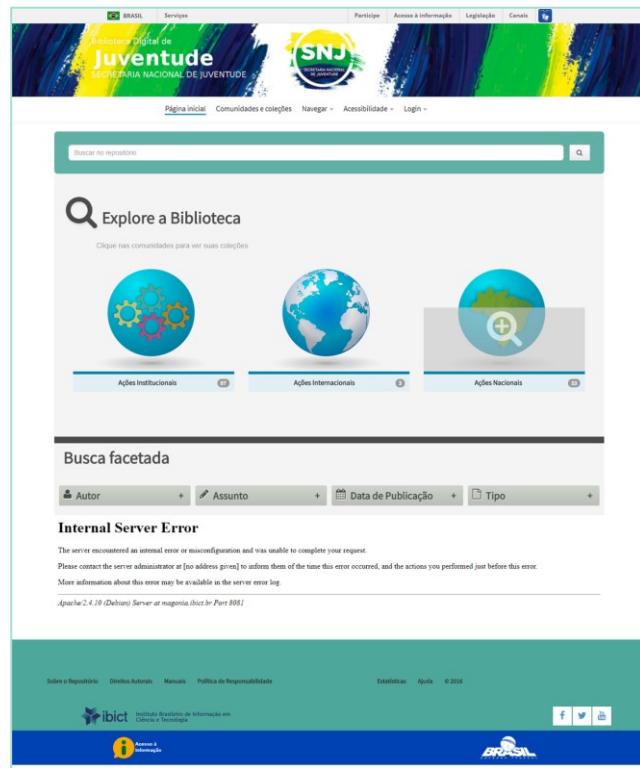 BRASIL Serviços Participe Acesso à informação Legislação Canais
Biblioteca Digital de
Juventude
SECRETARIA NACIONAL DE JUVENTUDE
SNJ
SECRETARIA NACIONAL
DE JUVENTUDE
Página inicial Comunidades e coleções Navegar Acessibilidade Login
Buscar no repositório
Explore a Biblioteca
Clique nas comunidades para ver suas coleções
Ações Institucionais 67 Ações Internacionais 3 Ações Nacionais
Busca facetada
Autor + Assunto + Data de Publicação + Tipo +
Internal Server Error
The server encountered an internal error or misconfiguration and was unable to complete your request.
Please contact the server administrator at [no address given] to inform them of the time this error occurred, and the actions you performed just before this error.
More information about this error may be available in the server error log.
Apache/2.4.10 (Debian) Server at magonia.ibict.br Port 8081
Sobre o Repositório Direitos Autorais Manuais Política de Responsabilidade Estatísticas Ajuda © 2016
ibict Instituto Brasileiro de Informação em
Ciência e Tecnologia
Acesso à
Informação
BRASIL